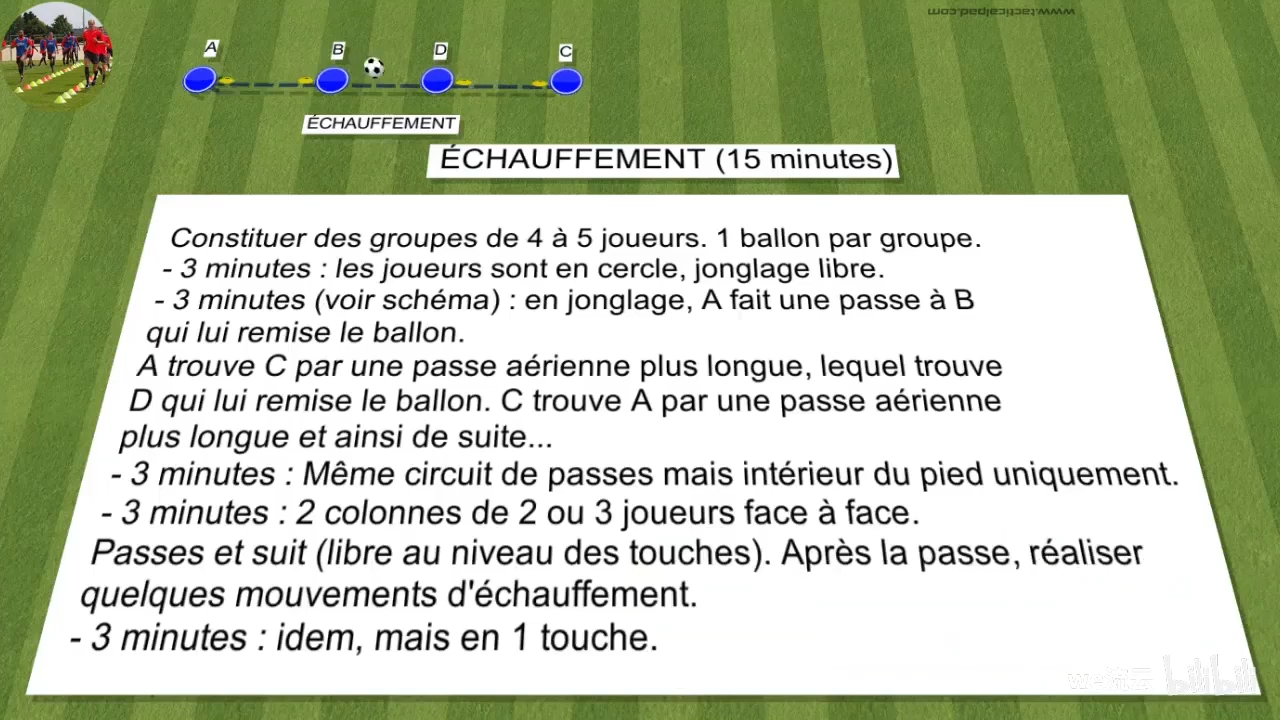 www.tacticalpad.com
A
B
D
C
ÉCHAUFFEMENT
ÉCHAUFFEMENT (15 minutes)
Constituer des groupes de 4 à 5 joueurs. 1 ballon par groupe.
- 3 minutes : les joueurs sont en cercle, jonglage libre.
- 3 minutes (voir schéma) : en jonglage, A fait une passe à B
qui lui remise le ballon.
A trouve C par une passe aérienne plus longue, lequel trouve
D qui lui remise le ballon. C trouve A par une passe aérienne
plus longue et ainsi de suite...
- 3 minutes : Même circuit de passes mais intérieur du pied uniquement.
- 3 minutes : 2 colonnes de 2 ou 3 joueurs face à face.
Passes et suit (libre au niveau des touches). Après la passe, réaliser
quelques mouvements d'échauffement.
- 3 minutes : idem, mais en 1 touche.
bilibili